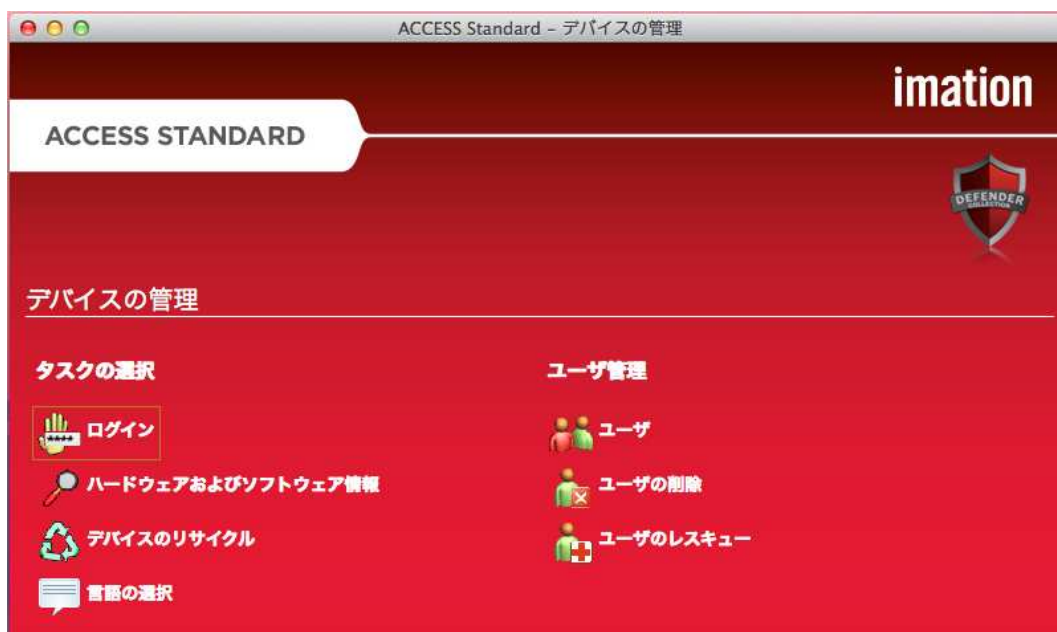 ACCESS Standard – デバイスの管理
imation
ACCESS STANDARD
DEFENDER
COLLECTION
デバイスの管理
タスクの選択
ログイン
ハードウェアおよびソフトウェア情報
デバイスのリサイクル
言語の選択
ユーザ管理
ユーザ
ユーザの削除
ユーザのレスキュー